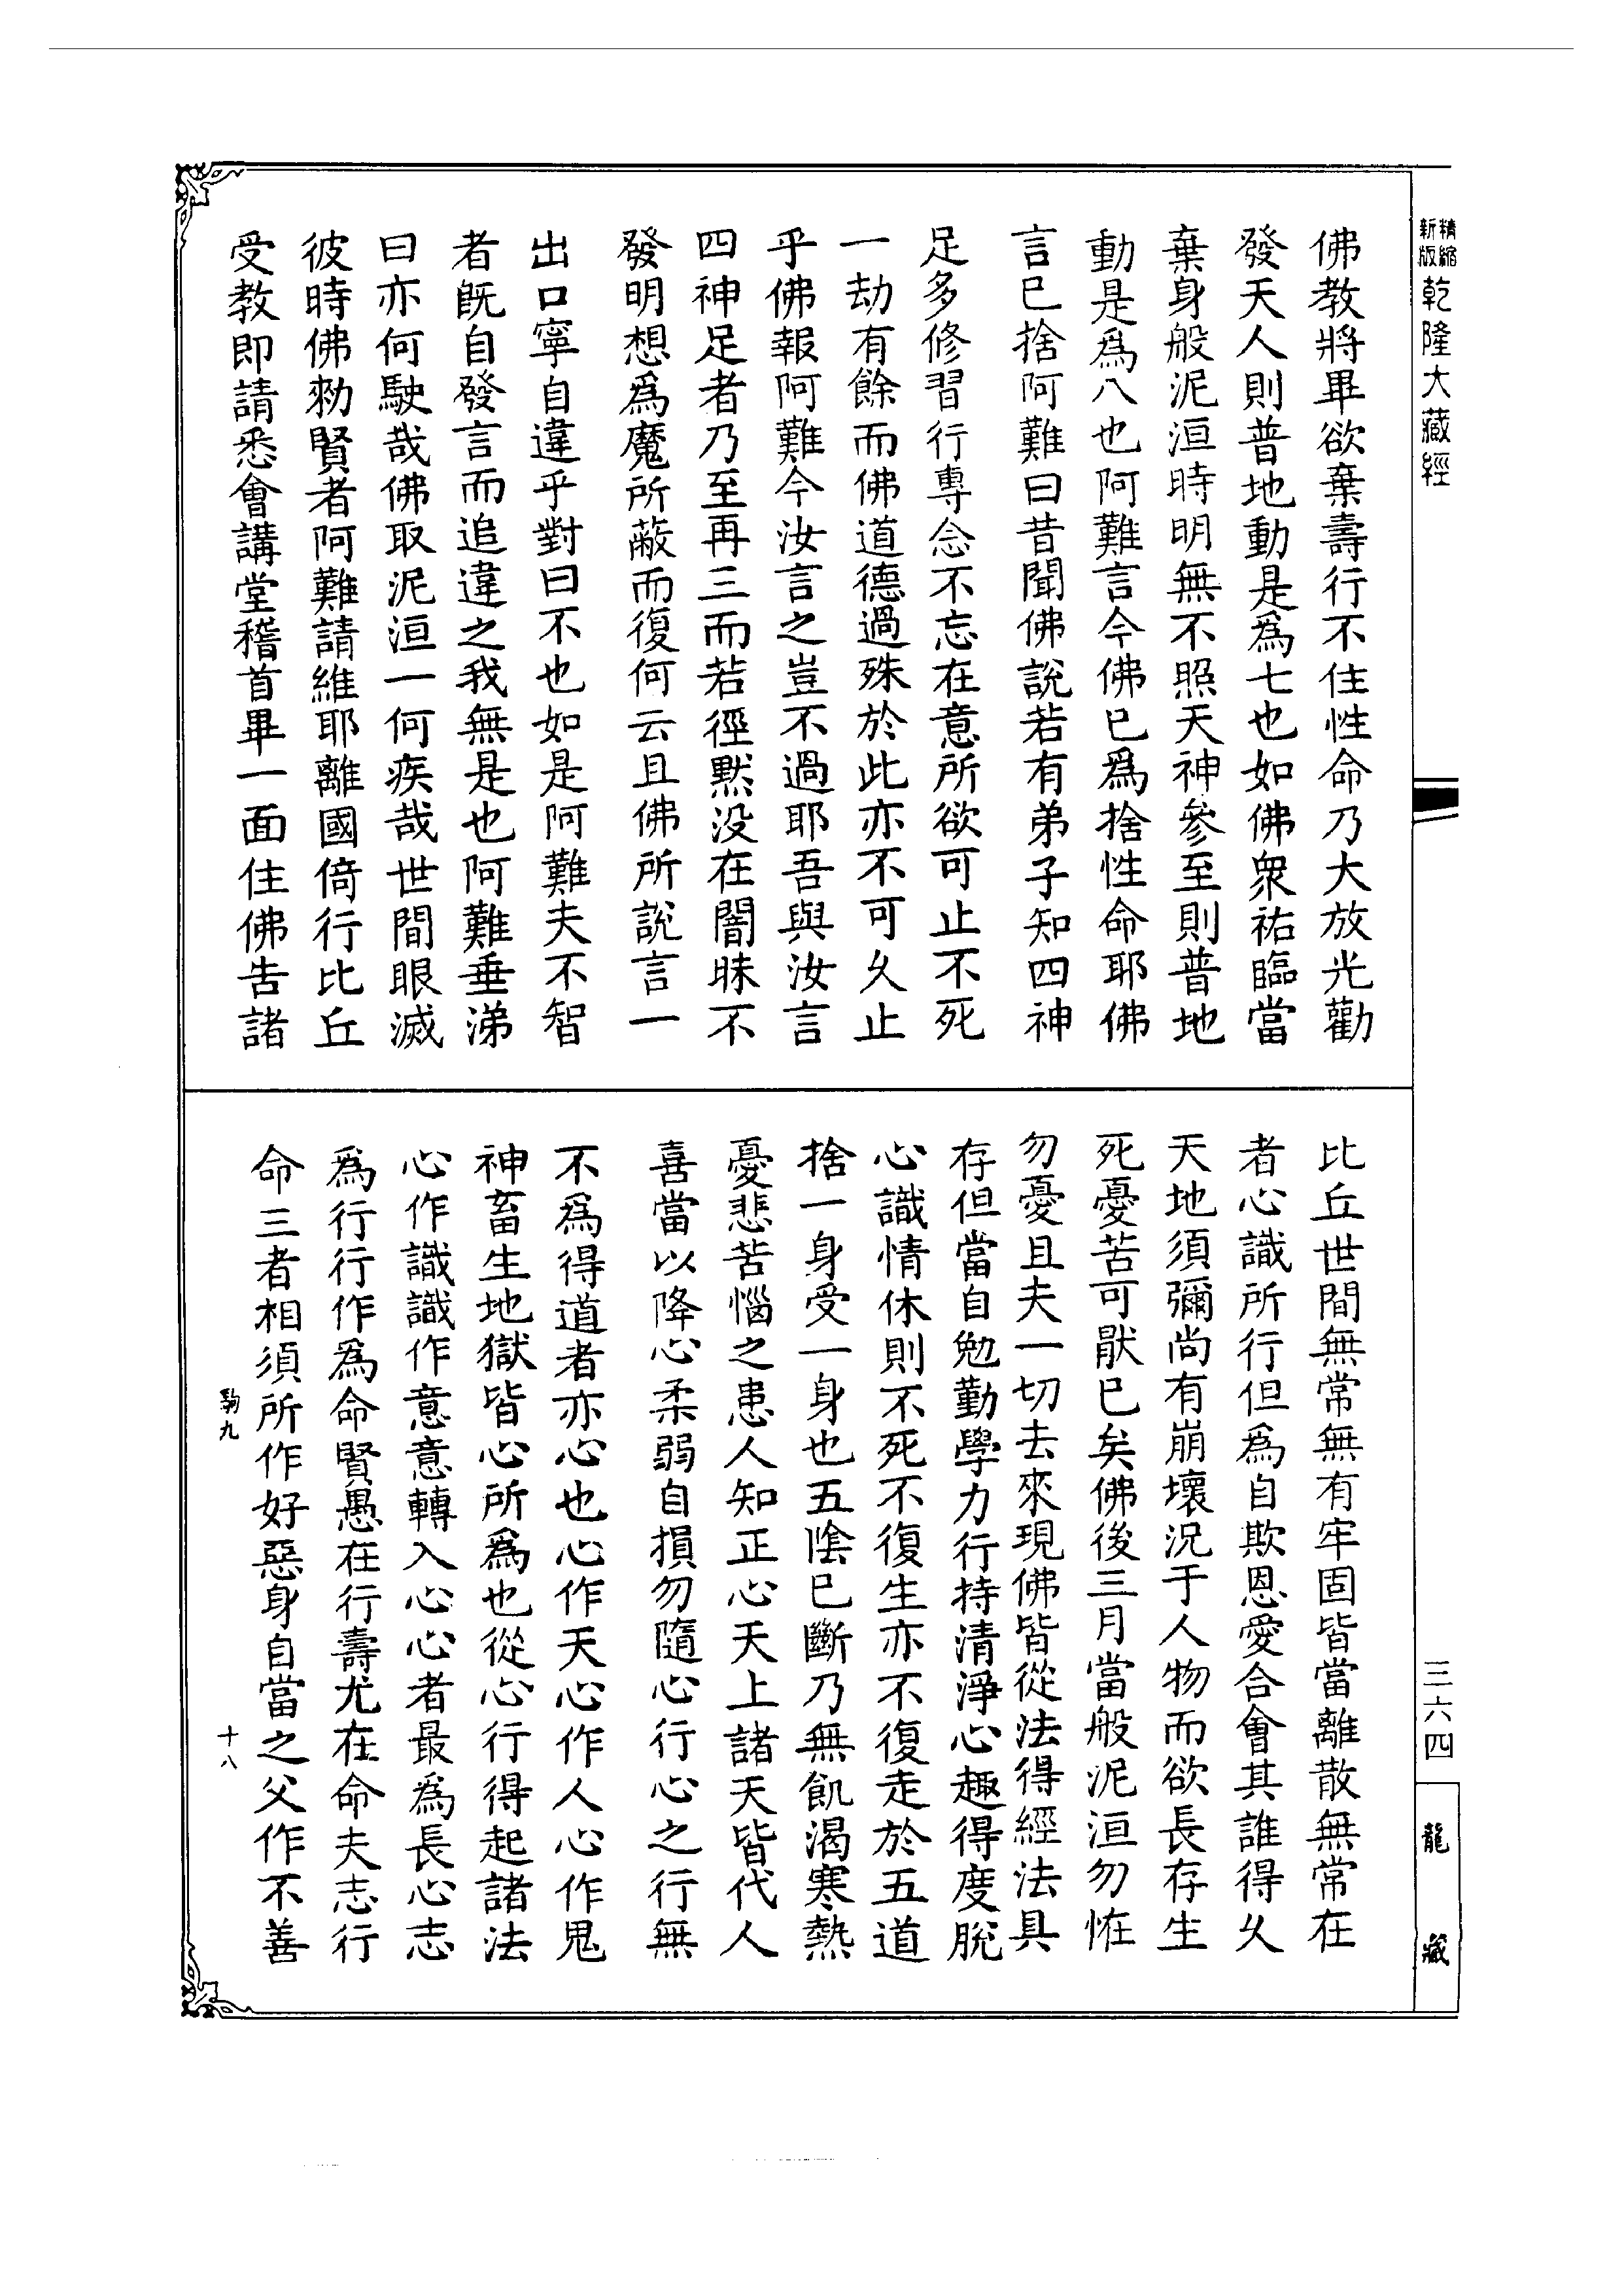 精縮新版乾隆大藏經
佛教將畢欲棄壽行不住性命乃大放光勸
發天人則普地動是爲七也如佛衆祐臨當
棄身般泥洹時明無不照天神參至則普地
動是爲八也阿難言今佛已爲捨性命耶佛
言已捨阿難曰昔聞佛說若有弟子知四神
足多修習行專念不忘在意所欲可止不死
一劫有餘而佛道德過殊於此亦不可久止
乎佛報阿難今汝言之豈不過耶吾與汝言
四神足者乃至再三而若徑默没在闇昧不
發明想爲魔所蔽而復何云且佛所說言一
出口寧自違乎對曰不也如是阿難夫不智
者旣自發言而追違之我無是也阿難垂涕
曰亦何駛哉佛取泥洹一何疾哉世間眼滅
彼時佛勑賢者阿難請維耶離國倚行比丘
受教即請悉會講堂稽首畢一面住佛告諸
比丘世間無常無有牢固皆當離散無常在
者心識所行但爲自欺恩愛合會其誰得久
天地須彌尚有崩壞況于人物而欲長存生
死憂苦可厭已矣佛後三月當般泥洹勿怪
勿憂且夫一切去來現佛皆從法得經法具
存但當自勉勤學力行持清淨心趣得度脫
心識情休則不死不復生亦不復走於五道
捨一身受一身也五陰已斷乃無飢渴寒熱
憂悲苦惱之患人知正心天上諸天皆代人
喜當以降心柔弱自損勿隨心行心之行無
不爲得道者亦心也心作天心作人心作鬼
神畜生地獄皆心所爲也從心行得起諸法
心作識識作意意轉入心心者最爲長心志
爲行行作爲命賢愚在行壽尤在命夫志行
命三者相須所作好惡身自當之父作不善
駒九
十八
三六四
龍藏